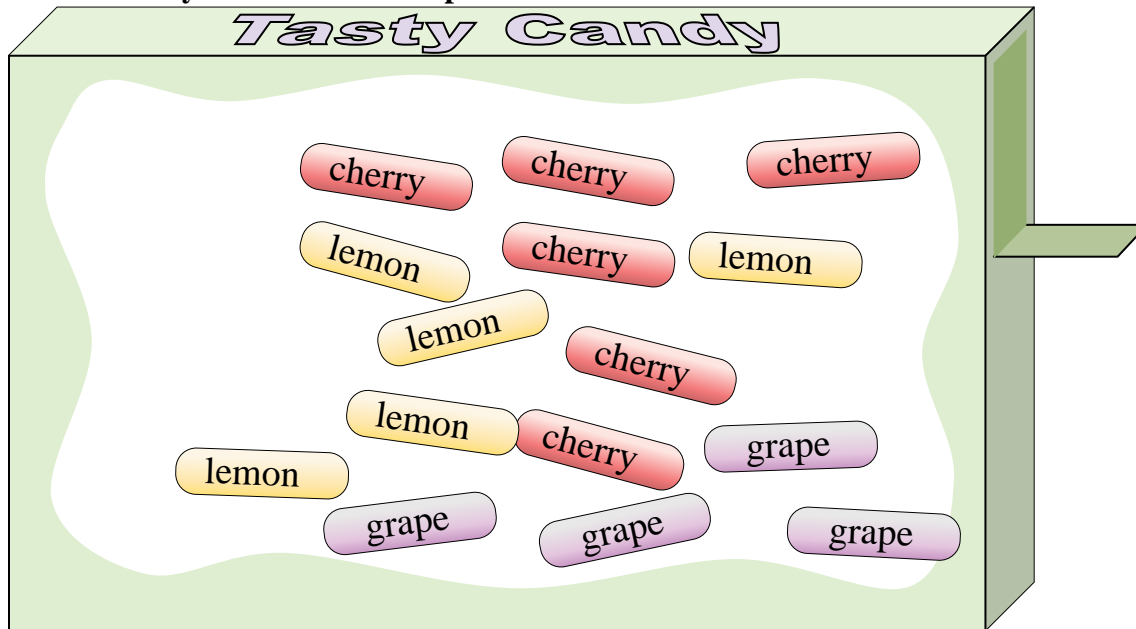 Tasty Candy
cherry cherry cherry
lemon cherry lemon
lemon
cherry
lemon cherry grape
lemon
grape grape grape